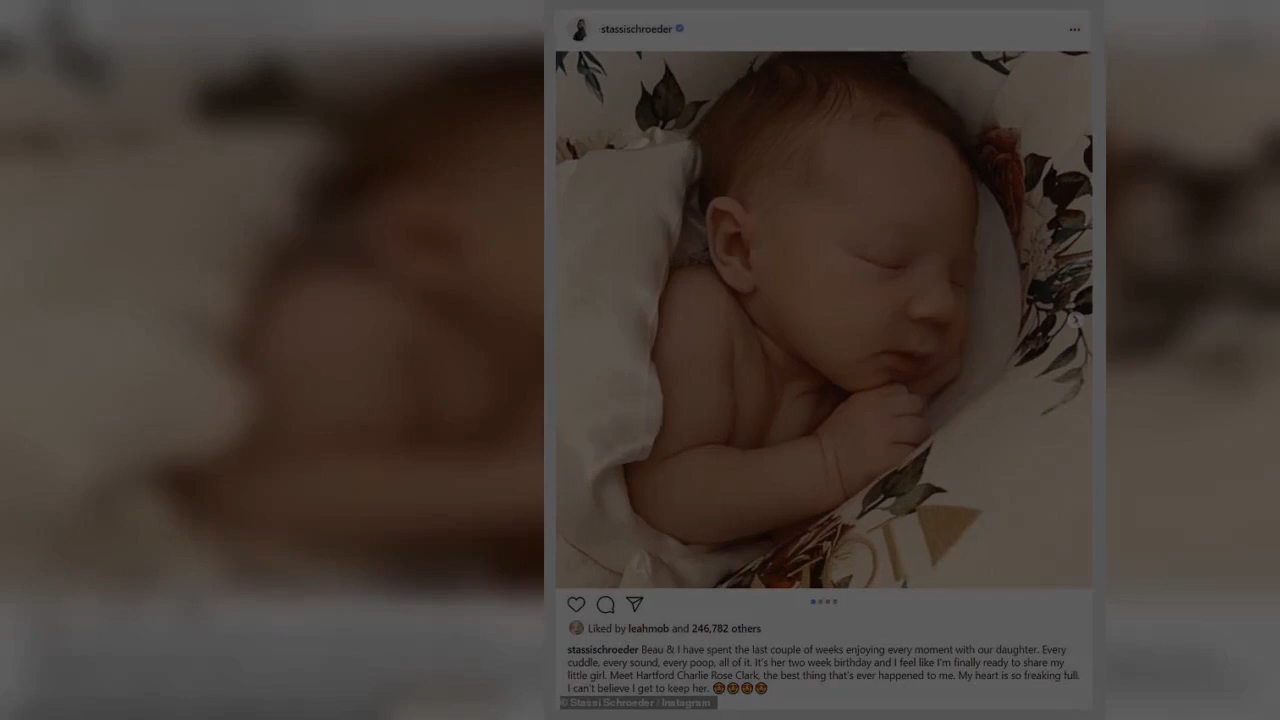 stassischroeder
Liked by leahmob and 246,782 others
stassischroeder Beau & I have spent the last couple of weeks enjoying every moment with our daughter. Every
cuddle, every sound, every poop, all of it. It's her two week birthday and I feel like I'm finally ready to share my
little girl. Meet Hartford Charlie Rose Clark, the best thing that's ever happened to me. My heart is so freaking full.
I can't believe I get to keep her.
© Stassi Schroeder / Instagram